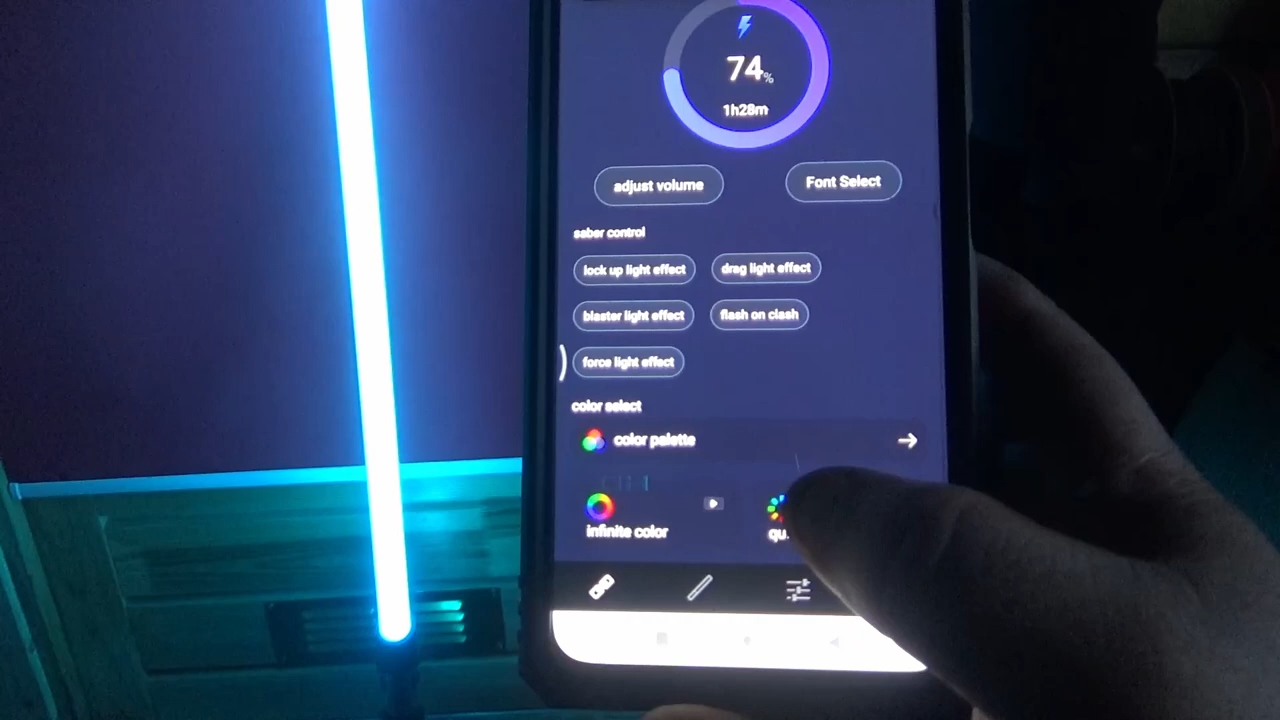 74%
1h28m
adjust volume
Font Select
saber control
lock up light effect
drag light effect
blaster light effect
flash on clash
force light effect
color select
color palette
infinite color